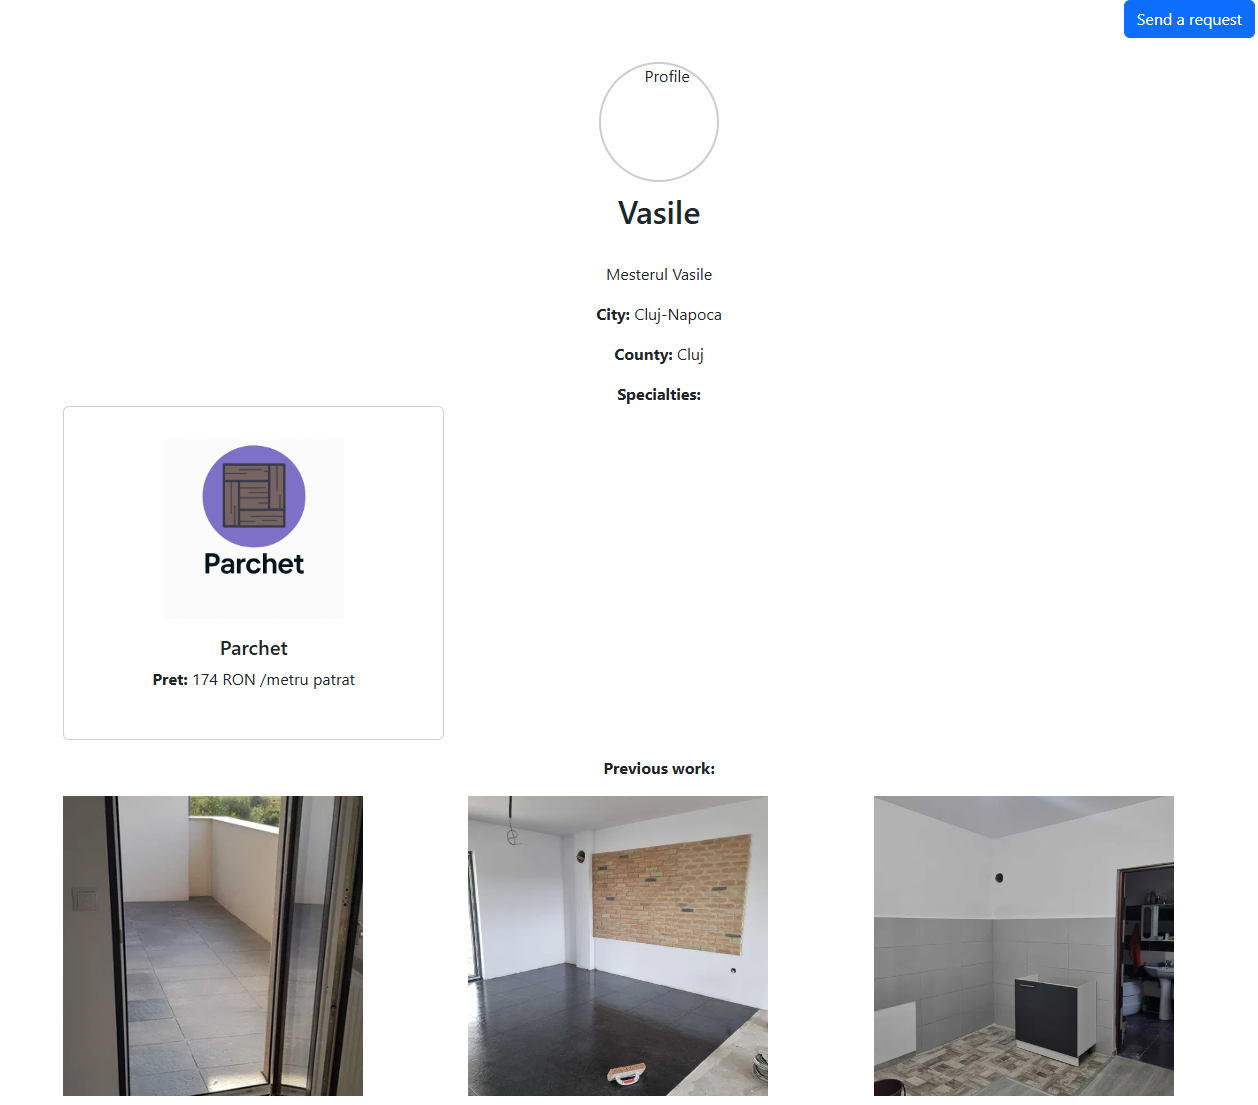 Send a request
Profile
Vasile
Mesterul Vasile
City: Cluj-Napoca
County: Cluj
Specialties:
Parchet
Parchet
Pret: 174 RON /metru patrat
Previous work: